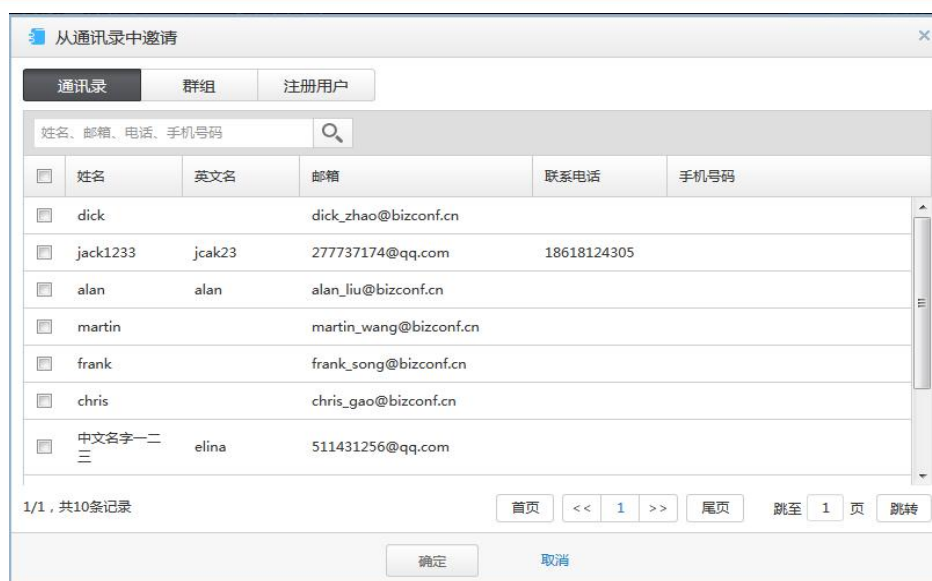 从通讯录中邀请
通讯录 群组 注册用户
姓名、邮箱、电话、手机号码
姓名 英文名 邮箱 联系电话 手机号码
dick dick_zhao@bizconf.cn
jack1233 jcak23 277737174@qq.com 18618124305
alan alan alan_liu@bizconf.cn
martin martin_wang@bizconf.cn
frank frank_song@bizconf.cn
chris chris_gao@bizconf.cn
中文名字一二
三 elina 511431256@qq.com
1/1，共10条记录 首页 << 1 >> 尾页 跳至 1 页 跳转
确定 取消